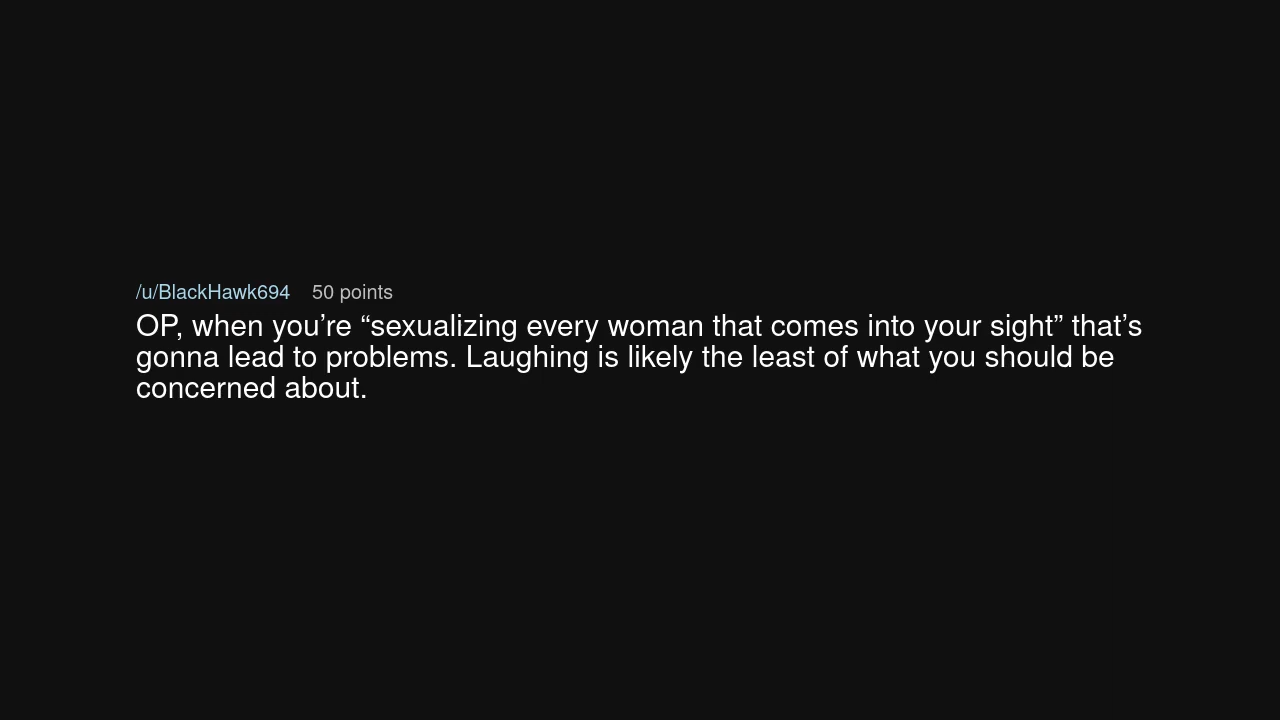 /u/BlackHawk694 50 points
OP, when you’re “sexualizing every woman that comes into your sight” that’s
gonna lead to problems. Laughing is likely the least of what you should be
concerned about.